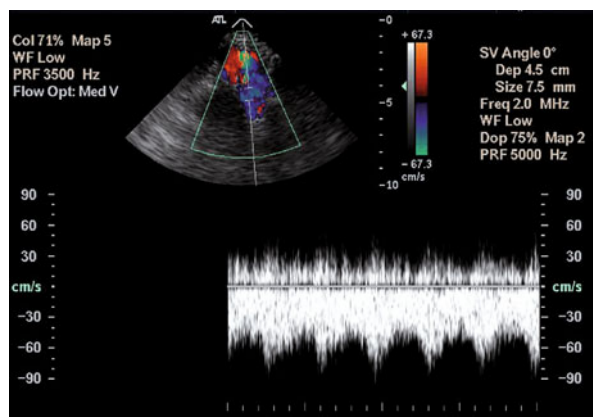 Col 71% Map 5
WF Low
PRF 3500 Hz
Flow Opt: Med V
ATL
0
5
10
+ 67.3
- 67.3
cm/s
SV Angle 0°
Dep 4.5 cm
Size 7.5 mm
Freq 2.0 MHz
WF Low
Dop 75% Map 2
PRF 5000 Hz
90
60
30
cm/s
-30
-60
-90
90
60
30
cm/s
-30
-60
-90